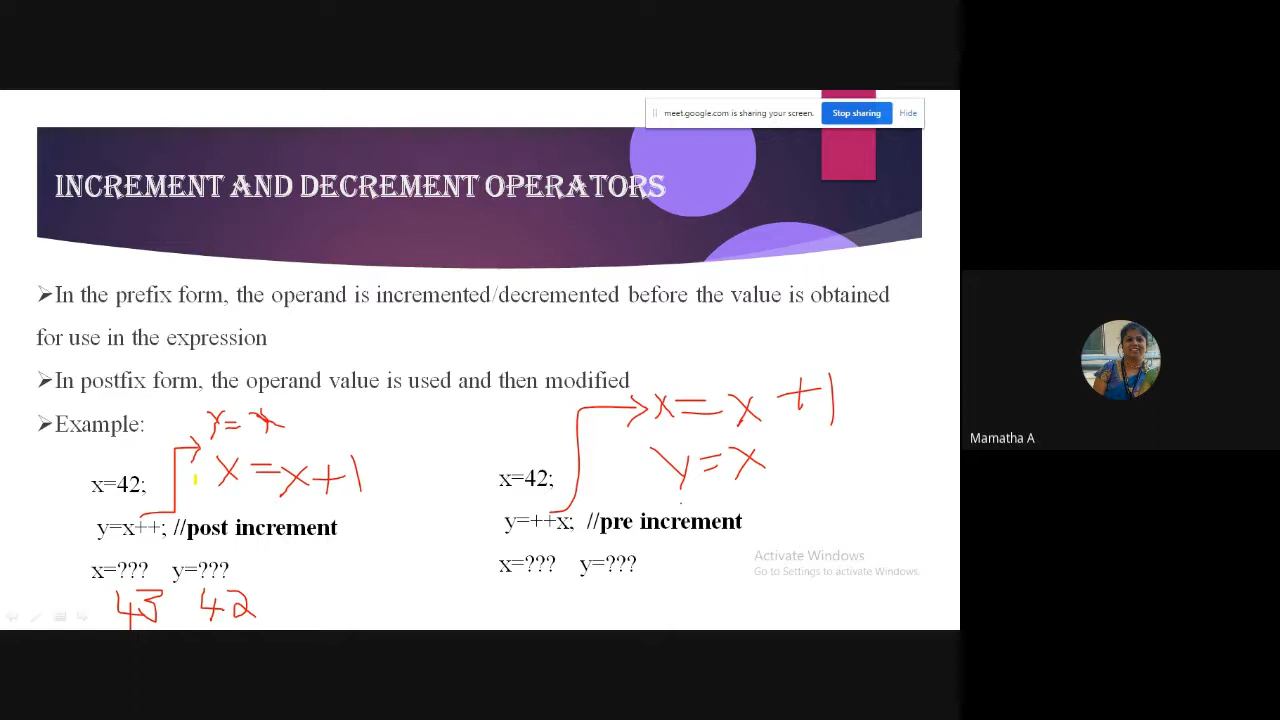 meet.google.com is sharing your screen. Stop sharing Hide
INCREMENT AND DECREMENT OPERATORS
➤In the prefix form, the operand is incremented/decremented before the value is obtained
for use in the expression
➤In postfix form, the operand value is used and then modified
➤Example:
y = x
x = x + 1
x=42;
y=x++; //post increment
x=??? y=???
43 42
x = x + 1
y = x
x=42;
y=++x; //pre increment
x=??? y=???
Activate Windows
Go to Settings to activate Windows.
Mamatha A